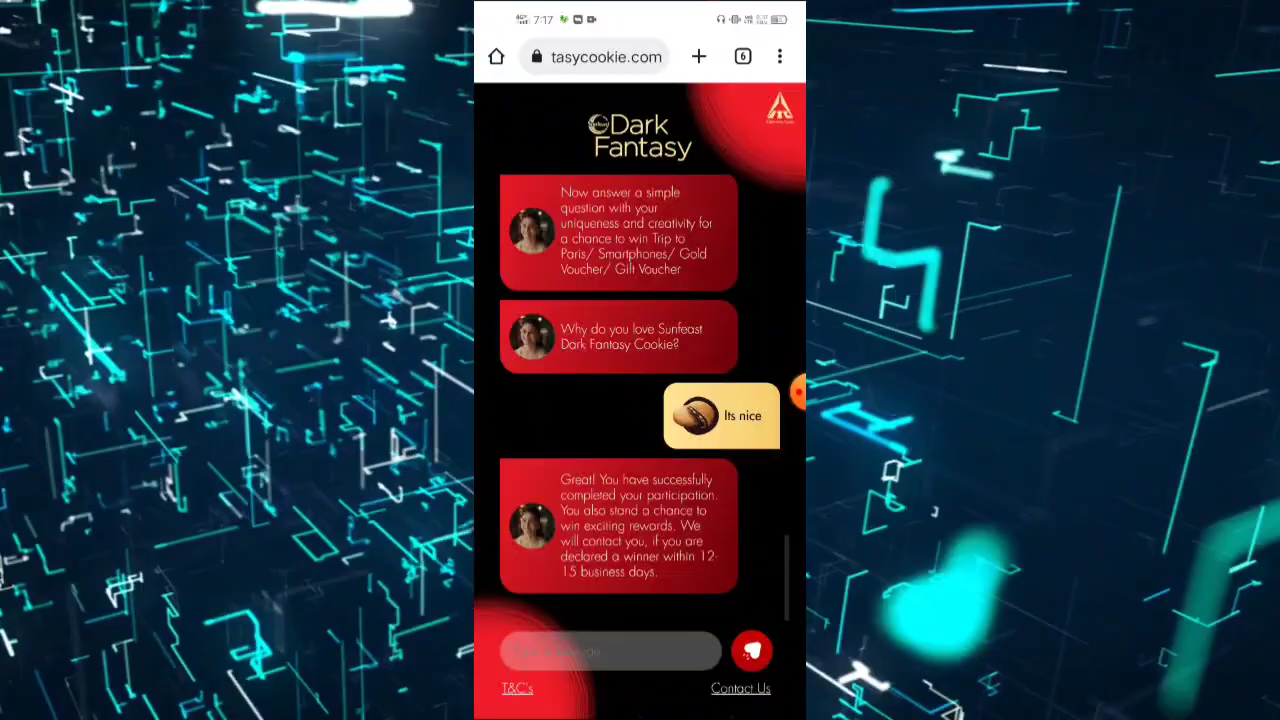 7:17
6
tasycookie.com
Dark
Fantasy
Now answer a simple
question with your
uniqueness and creativity for
a chance to win Trip to
Paris/ Smartphones/ Gold
Voucher/ Gift Voucher
Why do you love Sunfeast
Dark Fantasy Cookie?
Its nice
Great! You have successfully
completed your participation.
You also stand a chance to
win exciting rewards. We
will contact you, if you are
declared a winner within 12-
15 business days.
T&C's
Contact Us